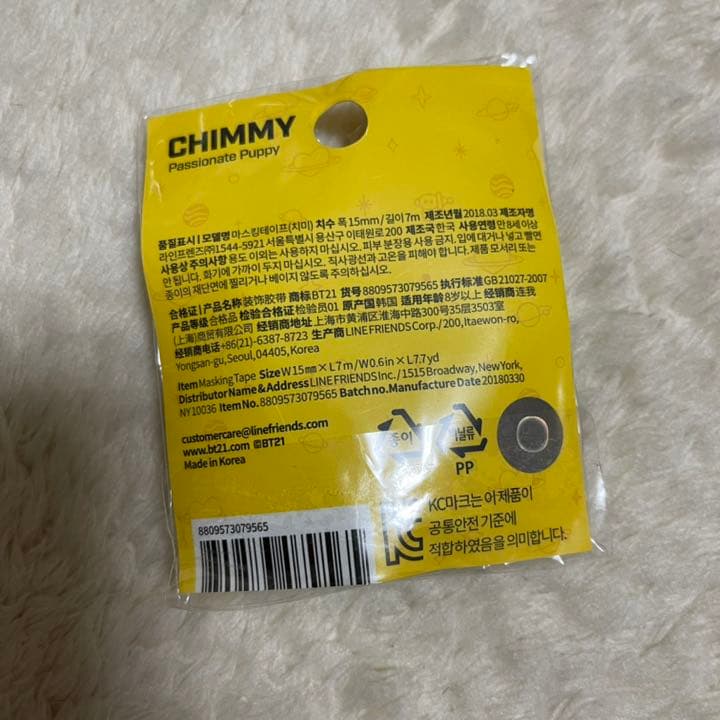 CHIMMY
Passionate Puppy
품질표시 | 모델명 마스킹테이프(치미) 치수 폭 15mm / 길이 7m 제조년월 2018.03 제조자명
라인프렌즈㈜1544-5921 서울특별시 용산구 이태원로 200 제조국 한국 사용연령 만 8세 이상
사용상 주의사항 용도 이외는 사용하지 마십시오. 피부 분장용 사용 금지. 입에 대거나 넣고 빨면
안 됩니다. 화기에 가까이 두지 마십시오. 직사광선과 고온을 피해야 합니다. 제품 모서리 또는
종이의 재단면에 찔리거나 베이지 않도록 주의하십시오.
合格证 | 产品名称 装饰胶带 商标 BT21 货号 8809573079565 执行标准 GB21027-2007
产品等级 合格品 检验合格证 检验员01 原产国 韩国 适用年龄 8岁以上 经销商 连我
(上海)商贸有限公司 经销商地址 上海市黄浦区淮海中路300号35层3503室
经销商电话 +86(21)-6387-8723 生产商 LINE FRIENDS Corp. / 200, Itaewon-ro,
Yongsan-gu, Seoul, 04405, Korea
Item Masking Tape Size W 15㎜ × L 7 m / W 0.6 in × L 7.7 yd
Distributor Name & Address LINE FRIENDS Inc. / 1515 Broadway, New York,
NY 10036 Item No. 8809573079565 Batch no. Manufacture Date 20180330
customercare@linefriends.com
www.bt21.com ©BT21
Made in Korea
종이
비닐류
PP
KC마크는 이 제품이
공통안전기준에
적합하였음을 의미합니다.
8809573079565